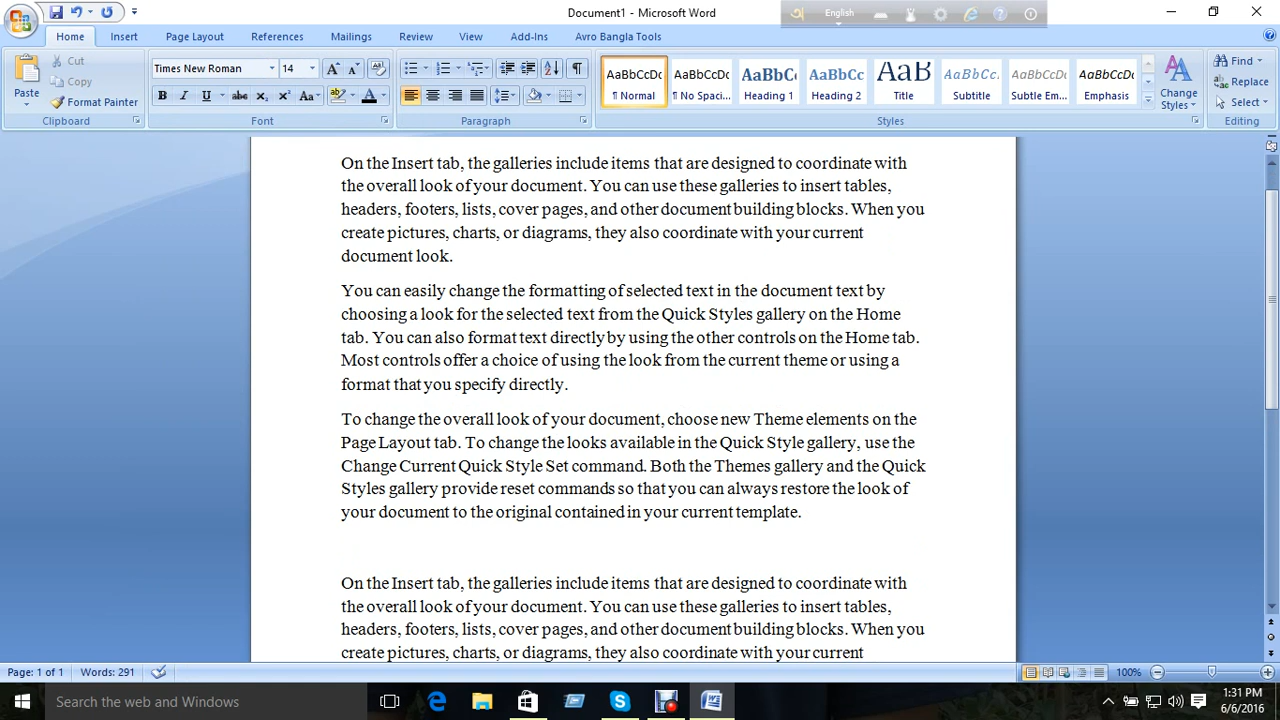 Document1 - Microsoft Word
English
Home Insert Page Layout References Mailings Review View Add-Ins Avro Bangla Tools
Paste
Cut
Copy
Format Painter
Clipboard
Times New Roman 14
Font
Paragraph
AaBbCcDc AaBbCcDc AaBbCc AaBbCc AaB AaBbCc. AaBbCcDc AaBbCcDc
¶ Normal ¶ No Spaci... Heading 1 Heading 2 Title Subtitle Subtle Em... Emphasis
Change Styles
Styles
Find
Replace
Select
Editing
On the Insert tab, the galleries include items that are designed to coordinate with
the overall look of your document. You can use these galleries to insert tables,
headers, footers, lists, cover pages, and other document building blocks. When you
create pictures, charts, or diagrams, they also coordinate with your current
document look.
You can easily change the formatting of selected text in the document text by
choosing a look for the selected text from the Quick Styles gallery on the Home
tab. You can also format text directly by using the other controls on the Home tab.
Most controls offer a choice of using the look from the current theme or using a
format that you specify directly.
To change the overall look of your document, choose new Theme elements on the
Page Layout tab. To change the looks available in the Quick Style gallery, use the
Change Current Quick Style Set command. Both the Themes gallery and the Quick
Styles gallery provide reset commands so that you can always restore the look of
your document to the original contained in your current template.
On the Insert tab, the galleries include items that are designed to coordinate with
the overall look of your document. You can use these galleries to insert tables,
headers, footers, lists, cover pages, and other document building blocks. When you
create pictures, charts, or diagrams, they also coordinate with your current
Page: 1 of 1 Words: 291 100%
Search the web and Windows
1:31 PM
6/6/2016